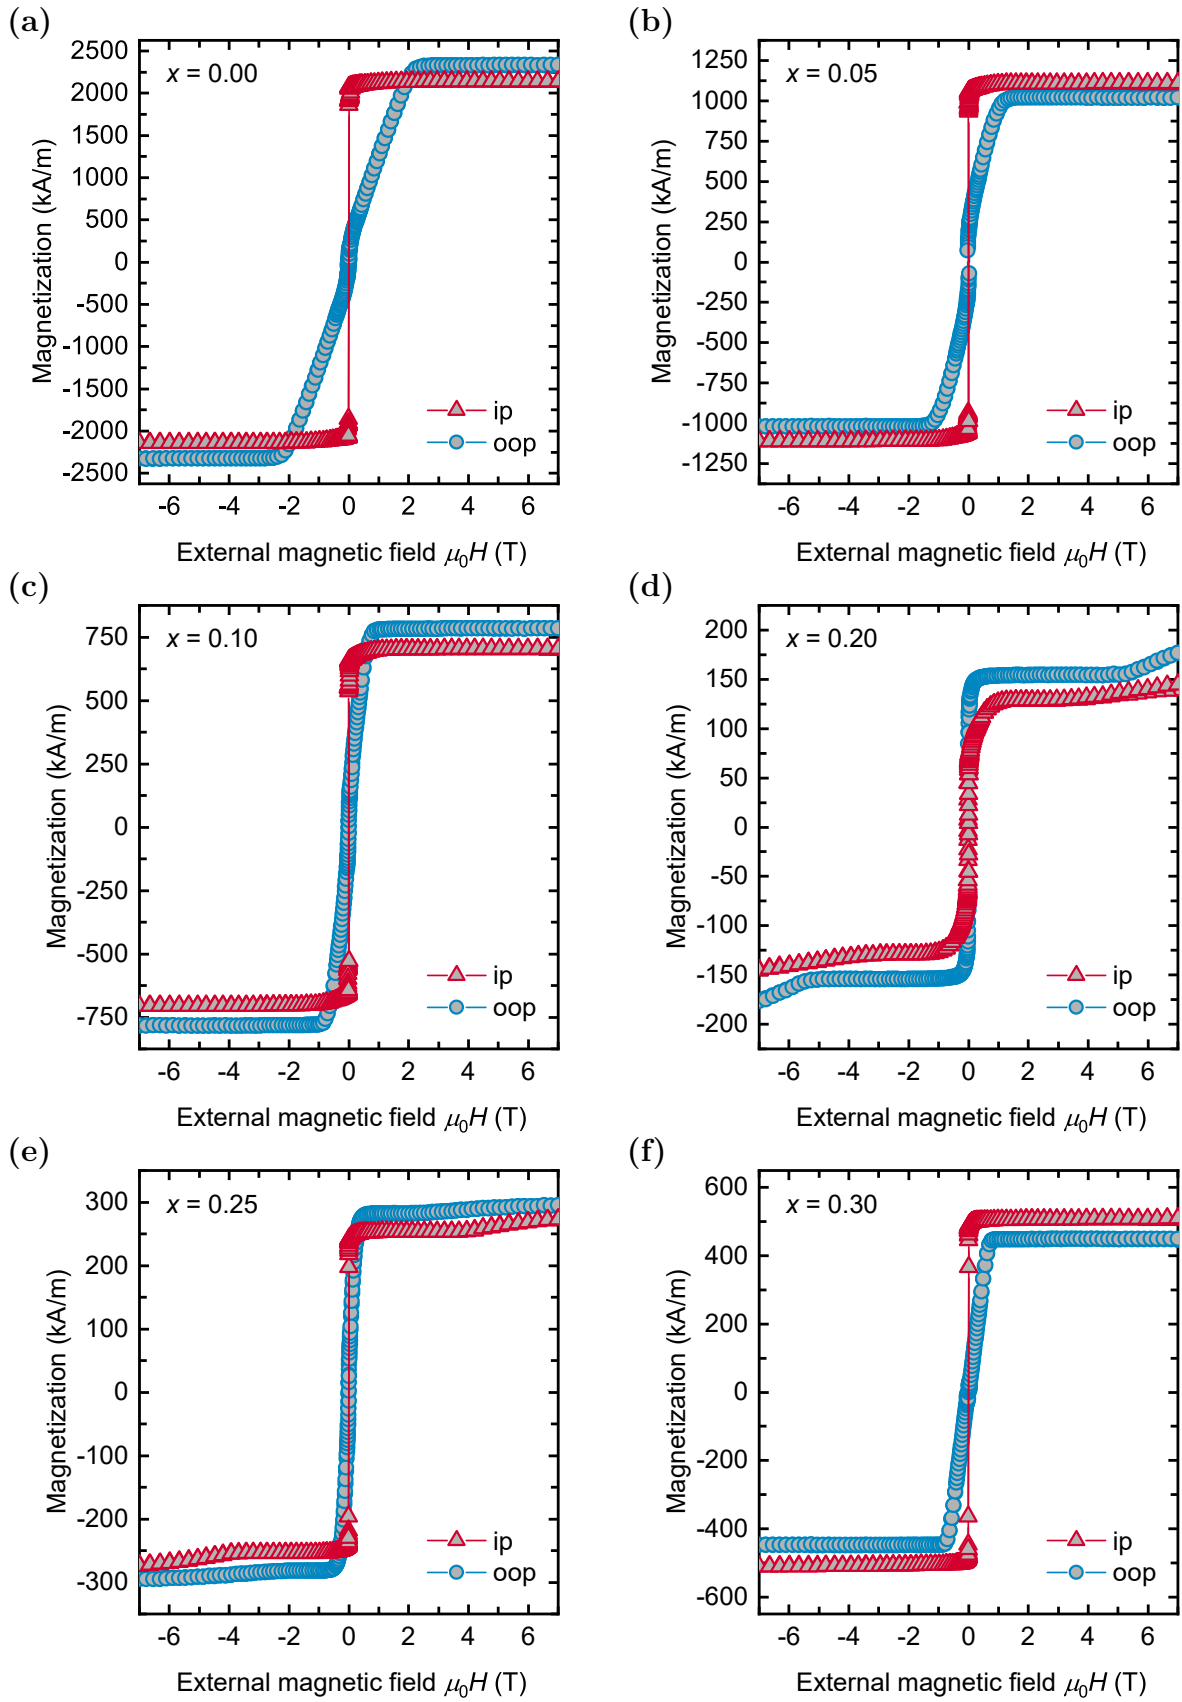 (a)
x = 0.00
2500
2000
1500
1000
500
0
-500
-1000
-1500
-2000
-2500
Magnetization (kA/m)
ip
oop
-6 -4 -2 0 2 4 6
External magnetic field μ0H (T)
(b)
x = 0.05
1250
1000
750
500
250
0
-250
-500
-750
-1000
-1250
Magnetization (kA/m)
ip
oop
-6 -4 -2 0 2 4 6
External magnetic field μ0H (T)
(c)
x = 0.10
750
500
250
0
-250
-500
-750
Magnetization (kA/m)
ip
oop
-6 -4 -2 0 2 4 6
External magnetic field μ0H (T)
(d)
x = 0.20
200
150
100
50
0
-50
-100
-150
-200
Magnetization (kA/m)
ip
oop
-6 -4 -2 0 2 4 6
External magnetic field μ0H (T)
(e)
x = 0.25
300
200
100
0
-100
-200
-300
Magnetization (kA/m)
ip
oop
-6 -4 -2 0 2 4 6
External magnetic field μ0H (T)
(f)
x = 0.30
600
400
200
0
-200
-400
-600
Magnetization (kA/m)
ip
oop
-6 -4 -2 0 2 4 6
External magnetic field μ0H (T)